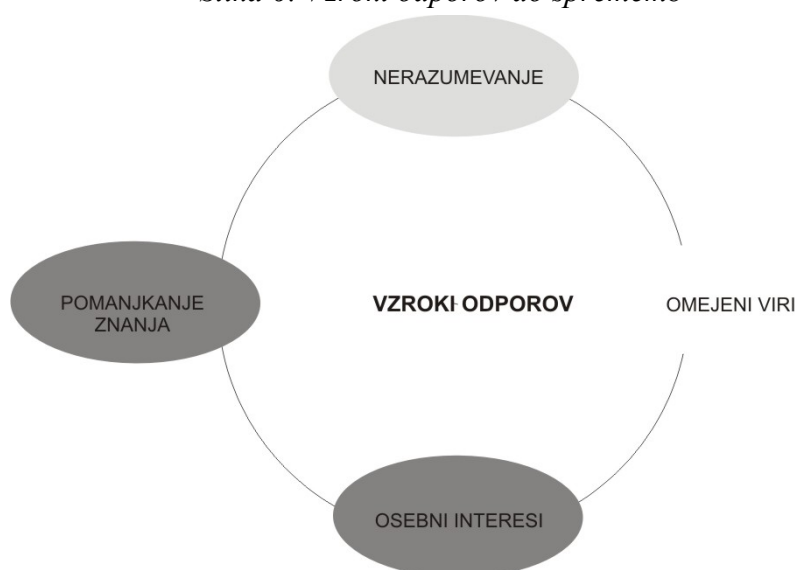 NERAZUMEVANJE
POMANJKANJE
ZNANJA
VZROKI ODPOROV
OMEJENI VIRI
OSEBNI INTERESI